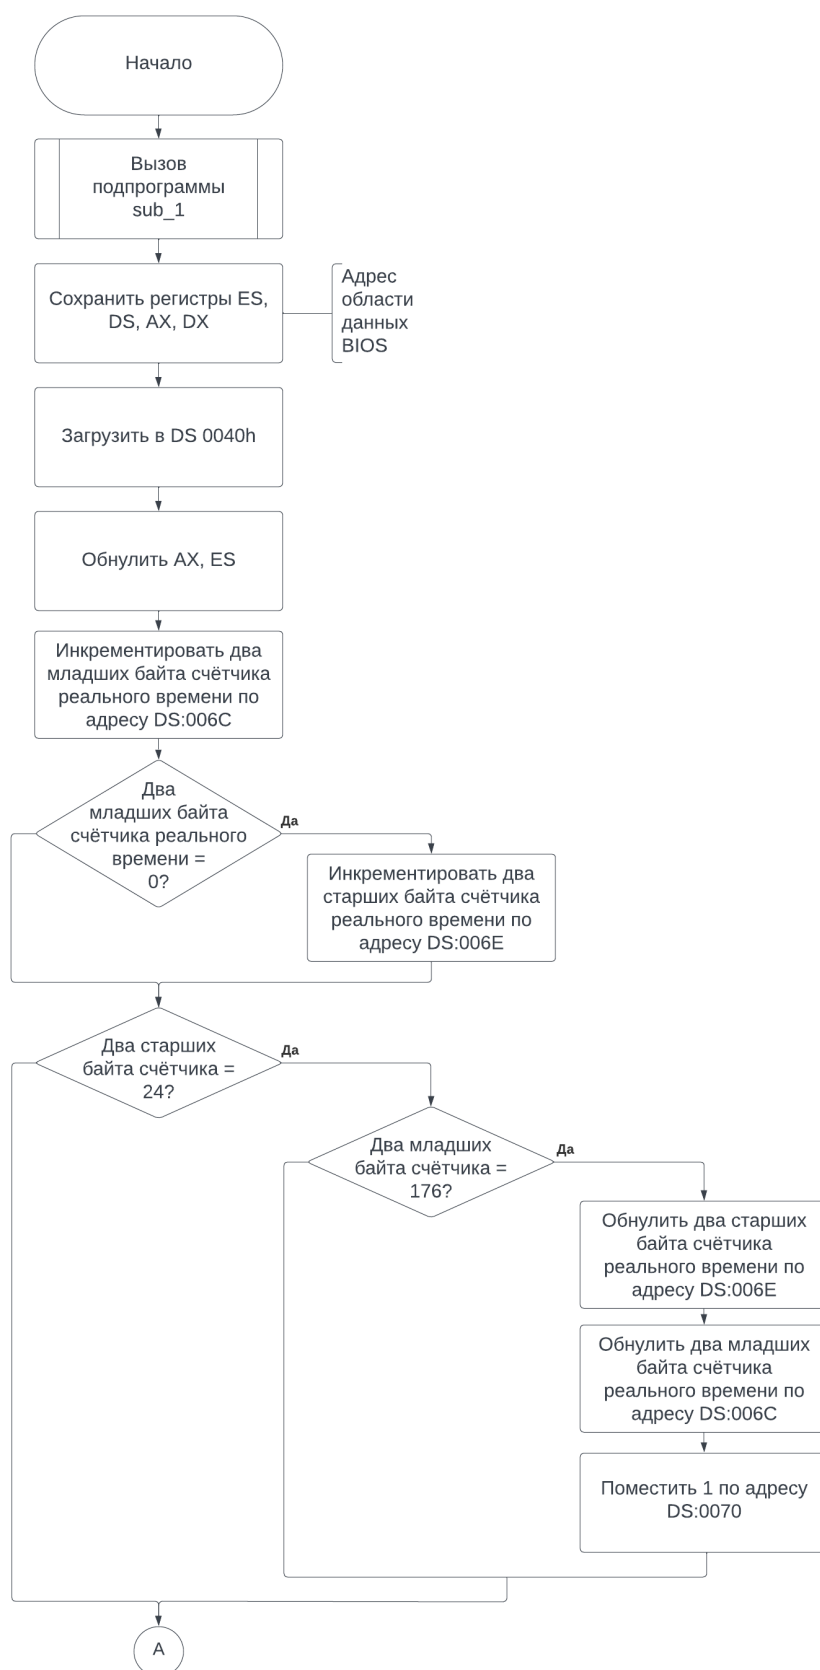 Начало
Вызов
подпрограммы
sub_1
Сохранить регистры ES,
DS, AX, DX
Адрес
области
данных
BIOS
Загрузить в DS 0040h
Обнулить AX, ES
Инкрементировать два
младших байта счётчика
реального времени по
адресу DS:006C
Два
младших байта
счётчика реального
времени =
0?
Да
Инкрементировать два
старших байта счётчика
реального времени по
адресу DS:006E
Два старших
байта счётчика =
24?
Да
Два младших
байта счётчика =
176?
Да
Обнулить два старших
байта счётчика
реального времени по
адресу DS:006E
Обнулить два младших
байта счётчика
реального времени по
адресу DS:006C
Поместить 1 по адресу
DS:0070
A